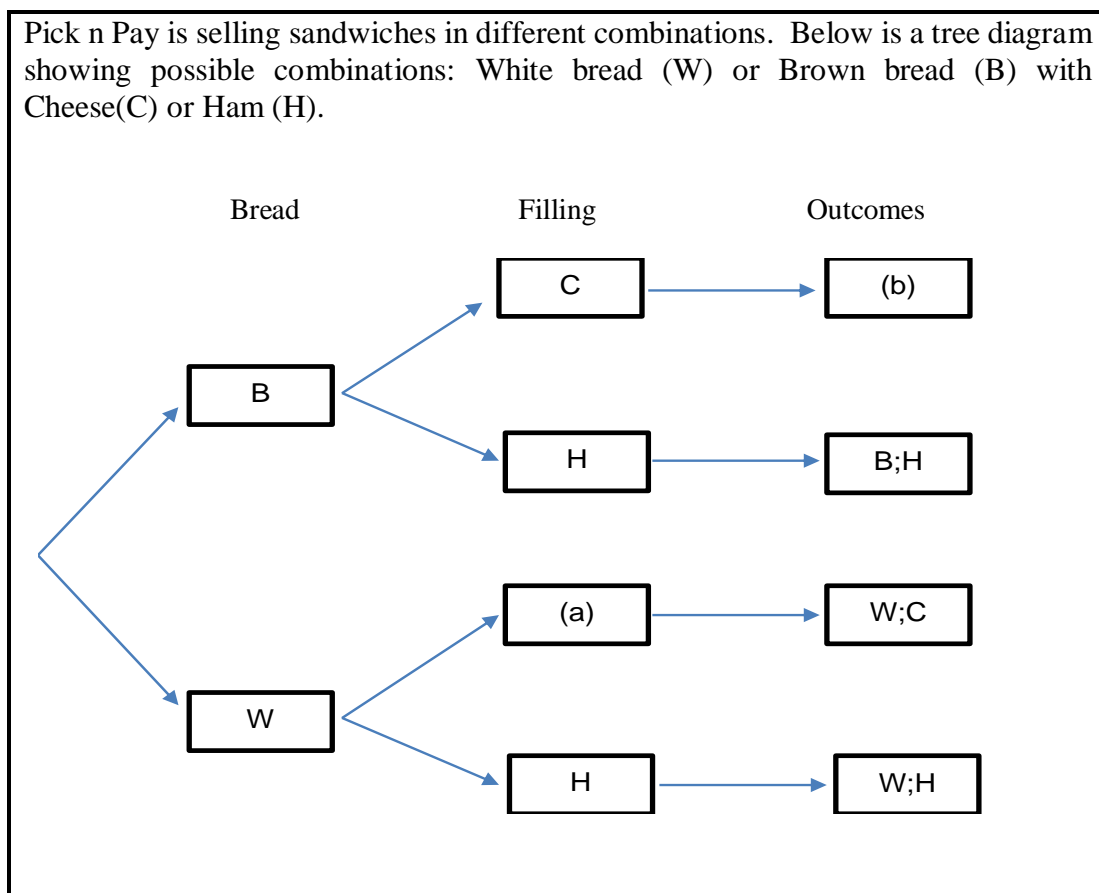 Pick n Pay is selling sandwiches in different combinations.  Below is a tree diagram
showing possible combinations: White bread (W) or Brown bread (B) with
Cheese(C) or Ham (H).
Bread Filling Outcomes
C (b)
B
H B;H
(a) W;C
W
H W;H